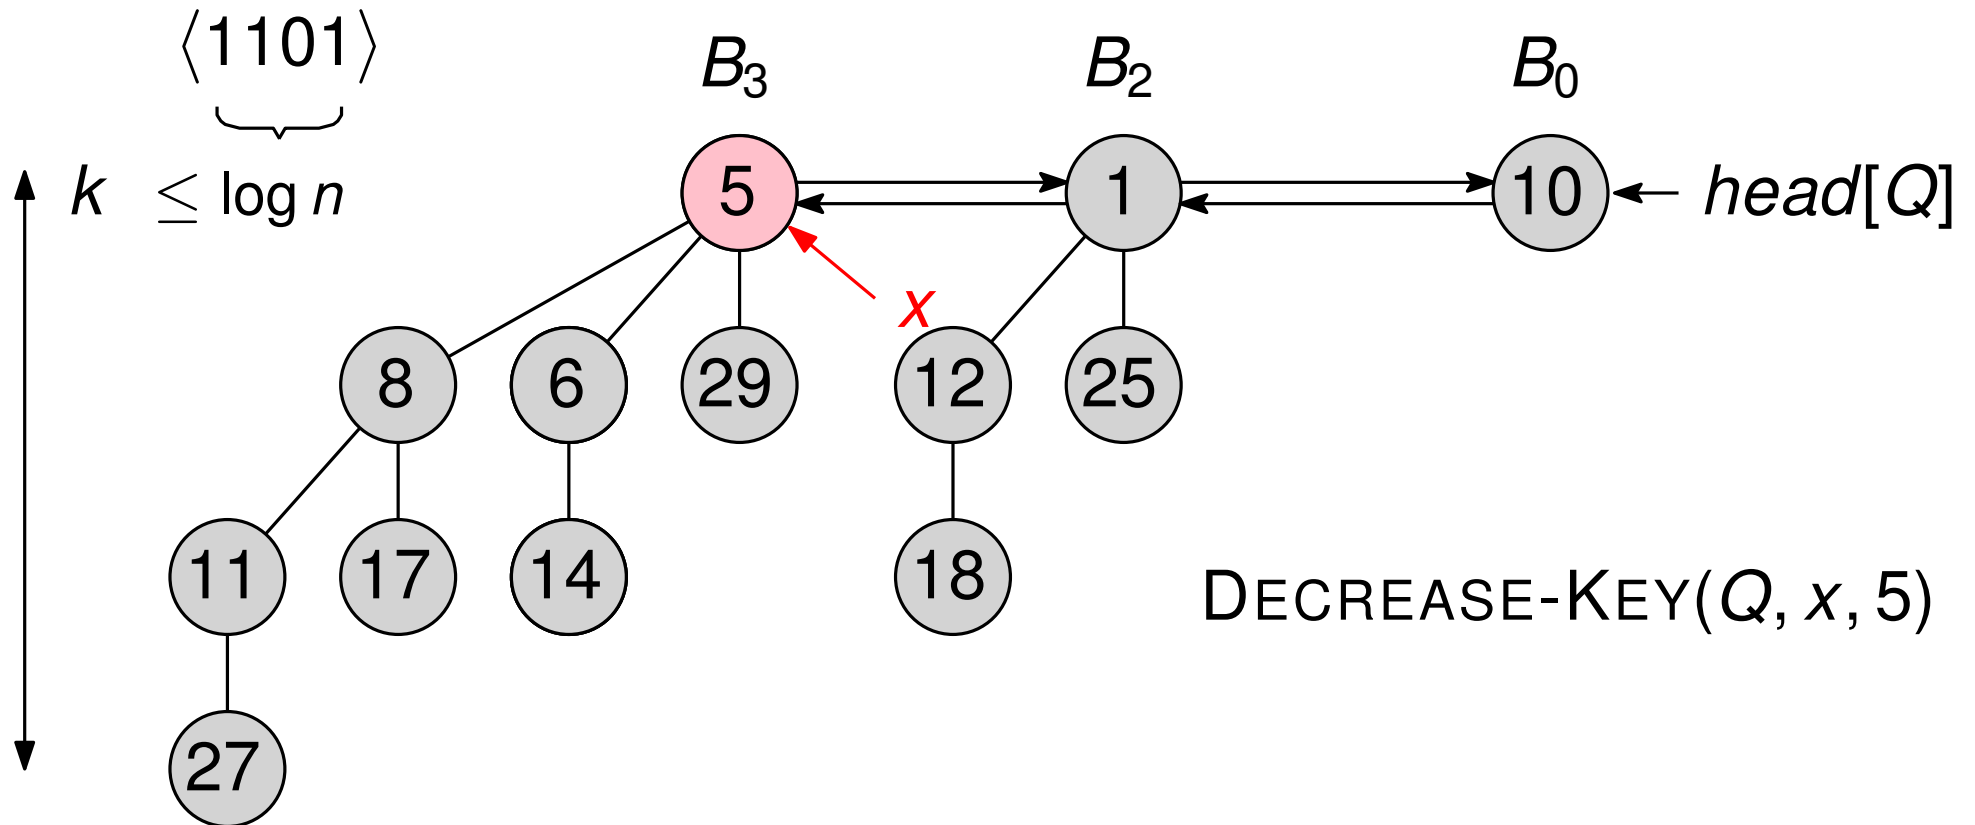 ⟨1101⟩
B₃ B₂ B₀
k ≤ log n
5 1 10 head[Q]
x
8 6 29 12 25
11 17 14 18
DECREASE-KEY(Q, x, 5)
27